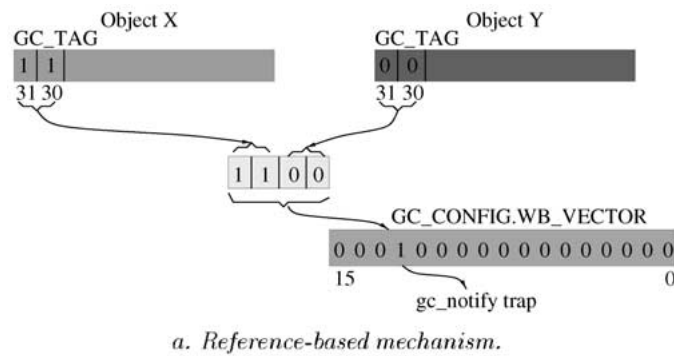 Object X
Object Y
GC_TAG
GC_TAG
1 1
0 0
31 30
31 30
1 1 0 0
GC_CONFIG.WB_VECTOR
0 0 0 1 0 0 0 0 0 0 0 0 0 0 0 0
15 0
gc_notify trap
a. Reference-based mechanism.